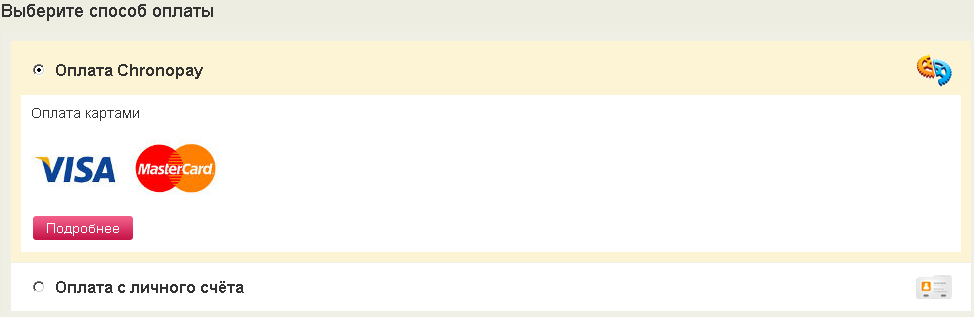 Выберите способ оплаты
Оплата Chronopay
Оплата картами
VISA MasterCard
Подробнее
Оплата с личного счёта